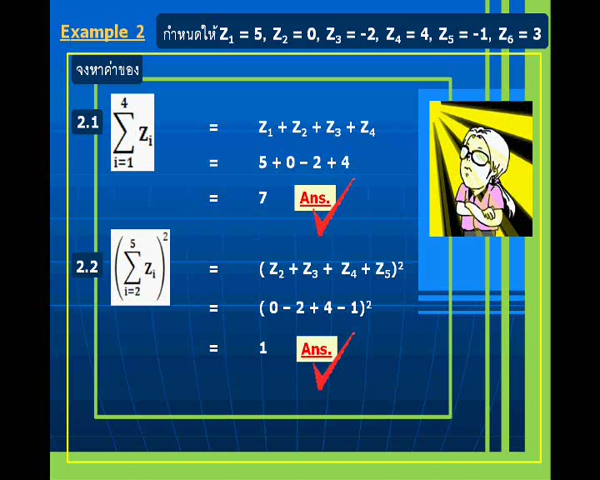 Example 2 กำหนดให้ Z₁ = 5, Z₂ = 0, Z₃ = -2, Z₄ = 4, Z₅ = -1, Z₆ = 3
จงหาค่าของ
2.1 4∑i=1 Zᵢ = Z₁ + Z₂ + Z₃ + Z₄
= 5 + 0 – 2 + 4
= 7 Ans.
2.2 (5∑i=2 Zᵢ)² = ( Z₂ + Z₃ + Z₄ + Z₅)²
= ( 0 – 2 + 4 – 1)²
= 1 Ans.